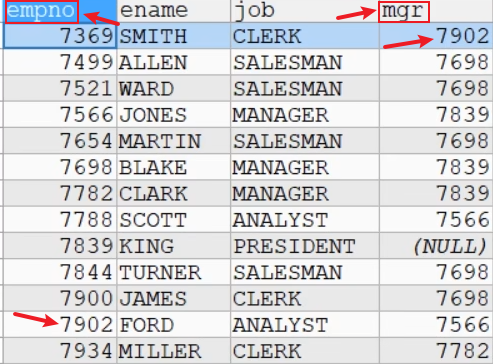 empno ename job mgr
7369 SMITH CLERK 7902
7499 ALLEN SALESMAN 7698
7521 WARD SALESMAN 7698
7566 JONES MANAGER 7839
7654 MARTIN SALESMAN 7698
7698 BLAKE MANAGER 7839
7782 CLARK MANAGER 7839
7788 SCOTT ANALYST 7566
7839 KING PRESIDENT (NULL)
7844 TURNER SALESMAN 7698
7900 JAMES CLERK 7698
7902 FORD ANALYST 7566
7934 MILLER CLERK 7782